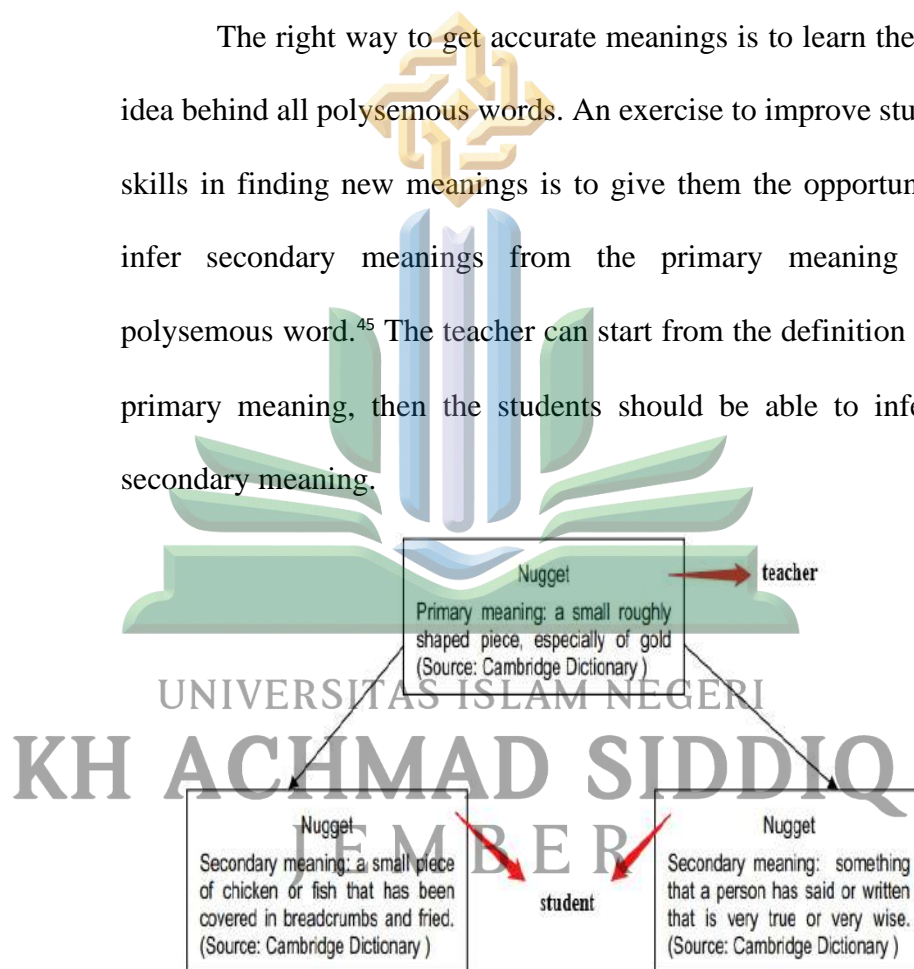 The right way to get accurate meanings is to learn the
idea behind all polysemous words. An exercise to improve stu
skills in finding new meanings is to give them the opportun
infer secondary meanings from the primary meaning
polysemous word.⁴⁵ The teacher can start from the definition
primary meaning, then the students should be able to infe
secondary meaning.
Nugget
Primary meaning: a small roughly
shaped piece, especially of gold
(Source: Cambridge Dictionary )
teacher
UNIVERSITAS ISLAM NEGERI
KH ACHMAD SIDDIQ
JEMBER
Nugget
Secondary meaning: a small piece
of chicken or fish that has been
covered in breadcrumbs and fried.
(Source: Cambridge Dictionary )
student
Nugget
Secondary meaning: something
that a person has said or written
that is very true or very wise.
(Source: Cambridge Dictionary )